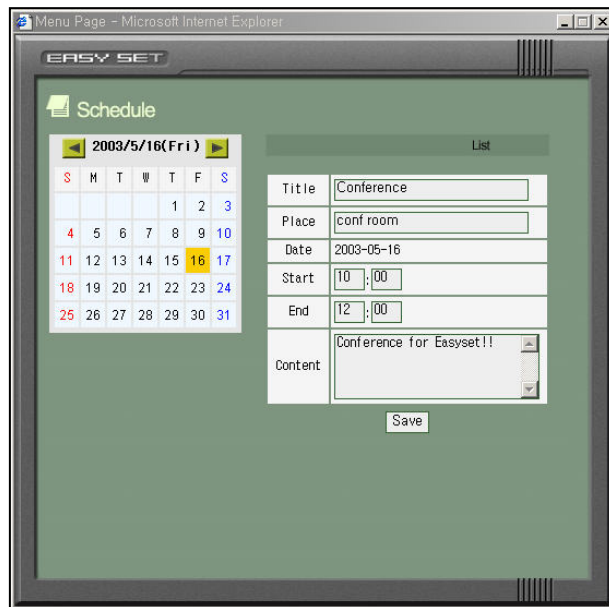 Menu Page - Microsoft Internet Explorer
EASY SET
Schedule
2003/5/16(Fri)
S M T W T F S
1 2 3
4 5 6 7 8 9 10
11 12 13 14 15 16 17
18 19 20 21 22 23 24
25 26 27 28 29 30 31
List
Title Conference
Place conf room
Date 2003-05-16
Start 10 : 00
End 12 : 00
Content Conference for Easyset!!
Save